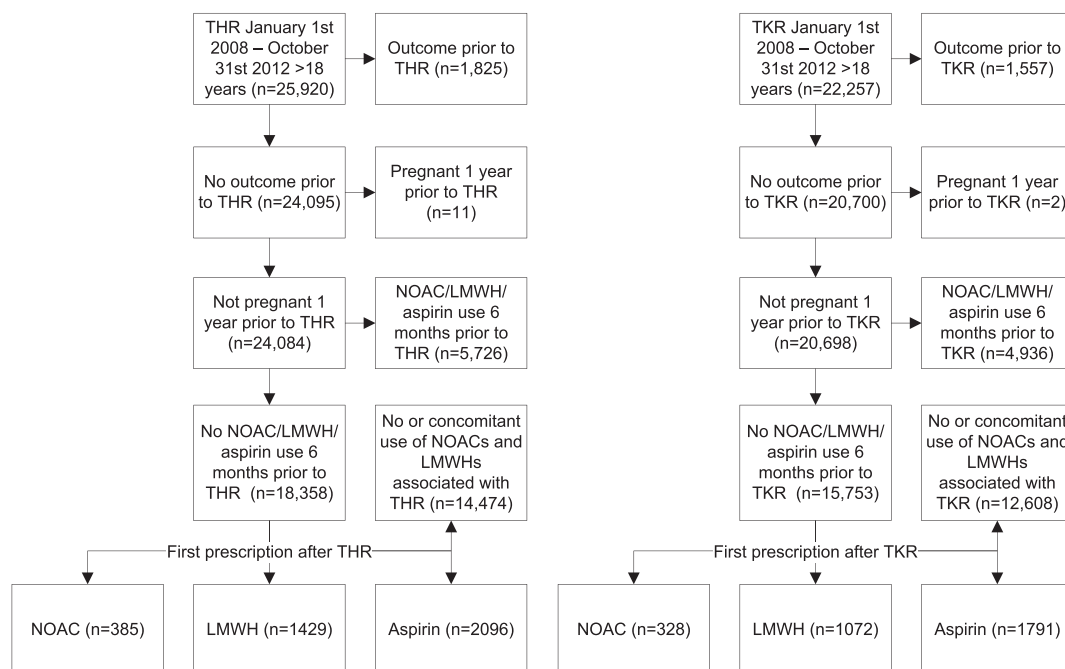 THR January 1st
2008 – October
31st 2012 >18
years (n=25,920)
Outcome prior to
THR (n=1,825)
No outcome prior
to THR (n=24,095)
Pregnant 1 year
prior to THR
(n=11)
Not pregnant 1
year prior to THR
(n=24,084)
NOAC/LMWH/
aspirin use 6
months prior to
THR (n=5,726)
No NOAC/LMWH/
aspirin use 6
months prior to
THR (n=18,358)
No or concomitant
use of NOACs and
LMWHs
associated with
THR (n=14,474)
First prescription after THR
NOAC (n=385)
LMWH (n=1429)
Aspirin (n=2096)
TKR January 1st
2008 – October
31st 2012 >18
years (n=22,257)
Outcome prior to
TKR (n=1,557)
No outcome prior
to TKR (n=20,700)
Pregnant 1 year
prior to TKR (n=2)
Not pregnant 1
year prior to TKR
(n=20,698)
NOAC/LMWH/
aspirin use 6
months prior to
TKR (n=4,936)
No NOAC/LMWH/
aspirin use 6
months prior to
TKR (n=15,753)
No or concomitant
use of NOACs and
LMWHs
associated with
TKR (n=12,608)
First prescription after TKR
NOAC (n=328)
LMWH (n=1072)
Aspirin (n=1791)